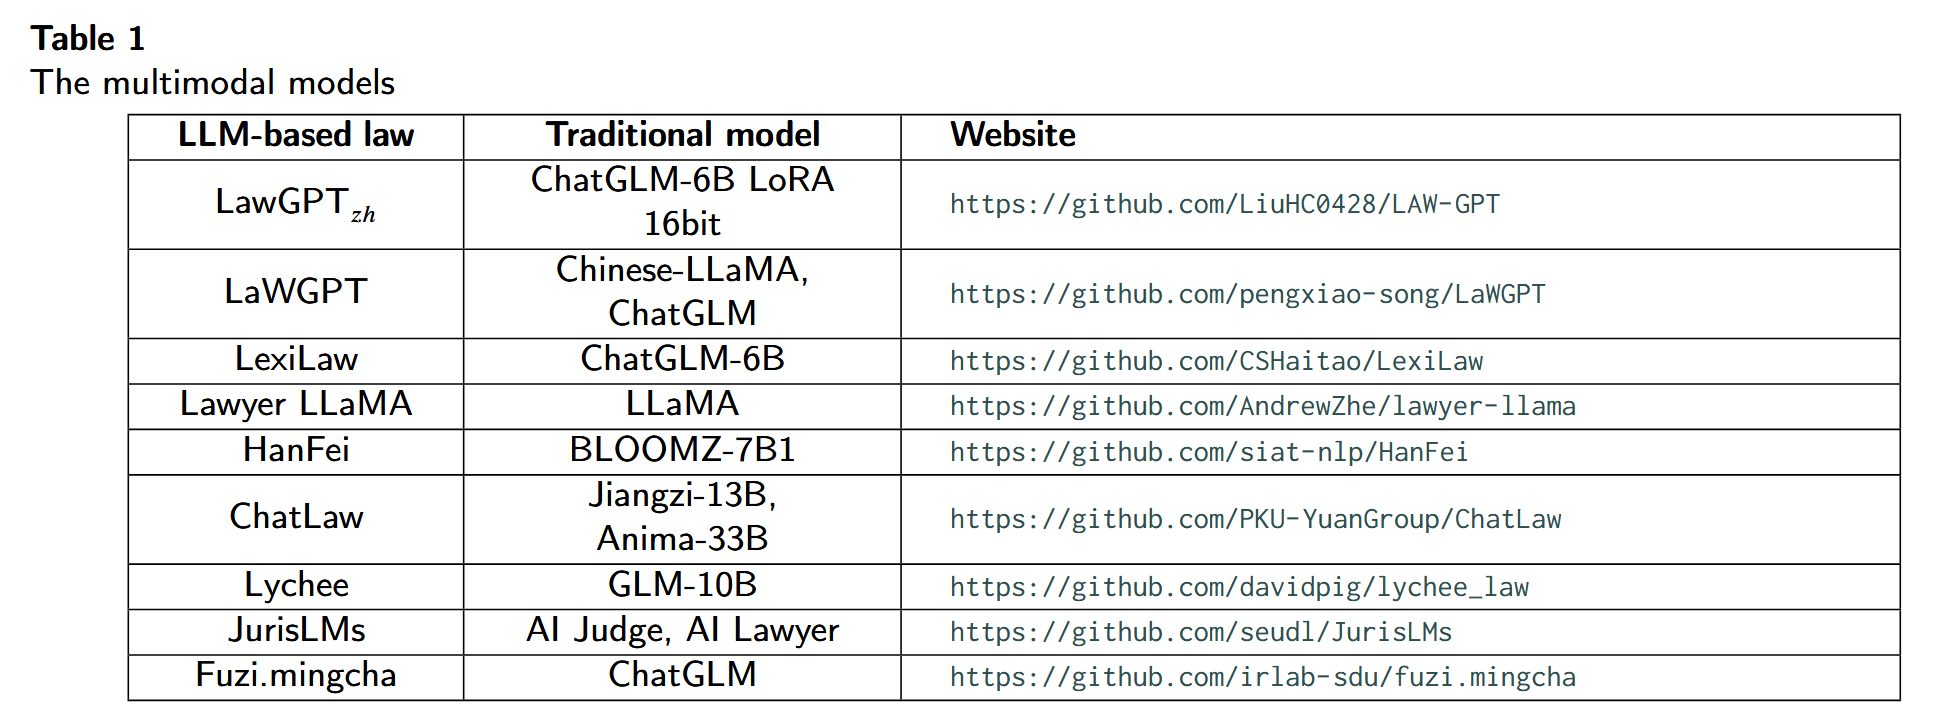 Table 1
The multimodal models
LLM-based law Traditional model Website
LawGPTzh ChatGLM-6B LoRA 16bit https://github.com/LiuHC0428/LAW-GPT
LaWGPT Chinese-LLaMA, ChatGLM https://github.com/pengxiao-song/LaWGPT
LexiLaw ChatGLM-6B https://github.com/CSHaitao/LexiLaw
Lawyer LLaMA LLaMA https://github.com/AndrewZhe/lawyer-llama
HanFei BLOOMZ-7B1 https://github.com/siat-nlp/HanFei
ChatLaw Jiangzi-13B, Anima-33B https://github.com/PKU-YuanGroup/ChatLaw
Lychee GLM-10B https://github.com/davidpig/lychee_law
JurisLMs AI Judge, AI Lawyer https://github.com/seudl/JurisLMs
Fuzi.mingcha ChatGLM https://github.com/irlab-sdu/fuzi.mingcha